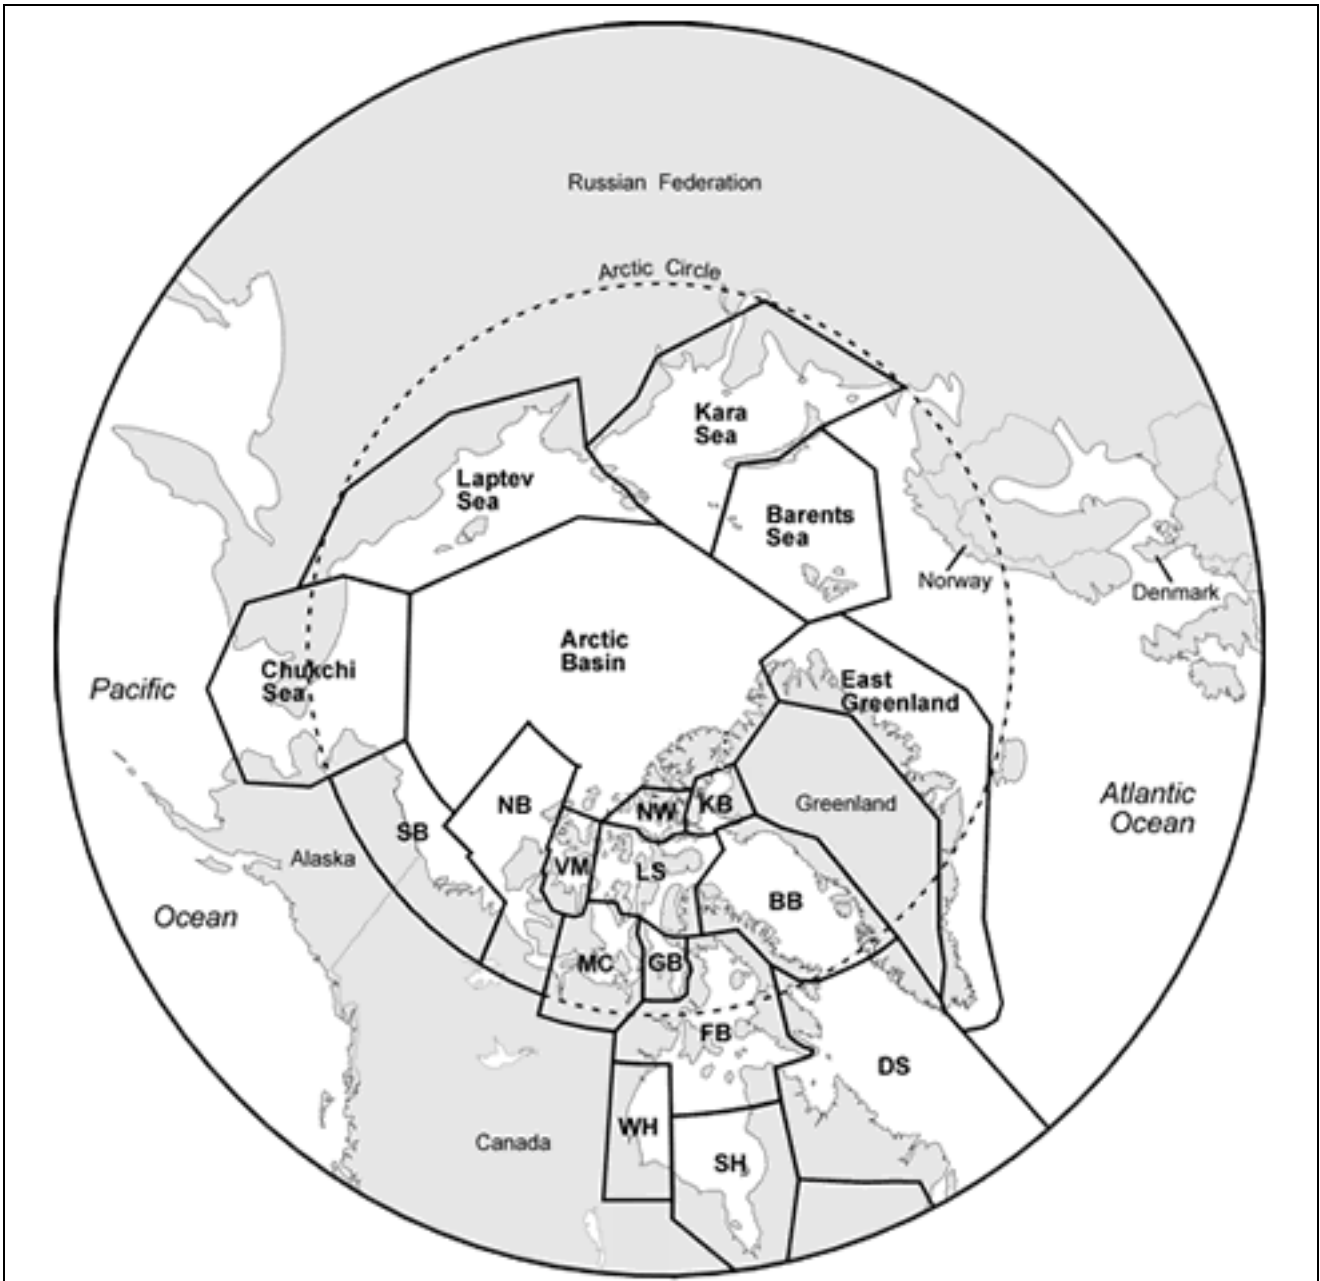 Russian Federation
Arctic Circle
Kara
Sea
Laptev
Sea
Barents
Sea
Norway
Denmark
Arctic
Basin
Chukchi
Sea
Pacific
East
Greenland
Atlantic
Ocean
NB
NW
KB
Greenland
SB
Alaska
VM
LS
BB
Ocean
MC
GB
FB
DS
WH
Canada
SH